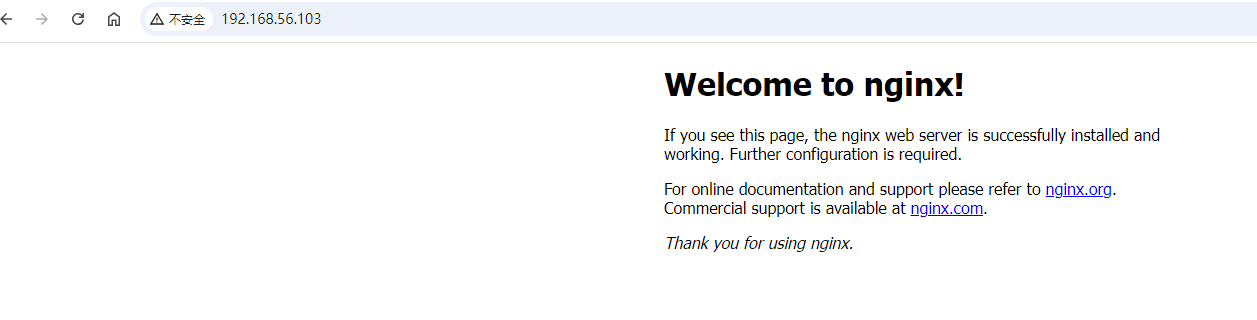 不安全 192.168.56.103
Welcome to nginx!
If you see this page, the nginx web server is successfully installed and
working. Further configuration is required.
For online documentation and support please refer to nginx.org.
Commercial support is available at nginx.com.
Thank you for using nginx.